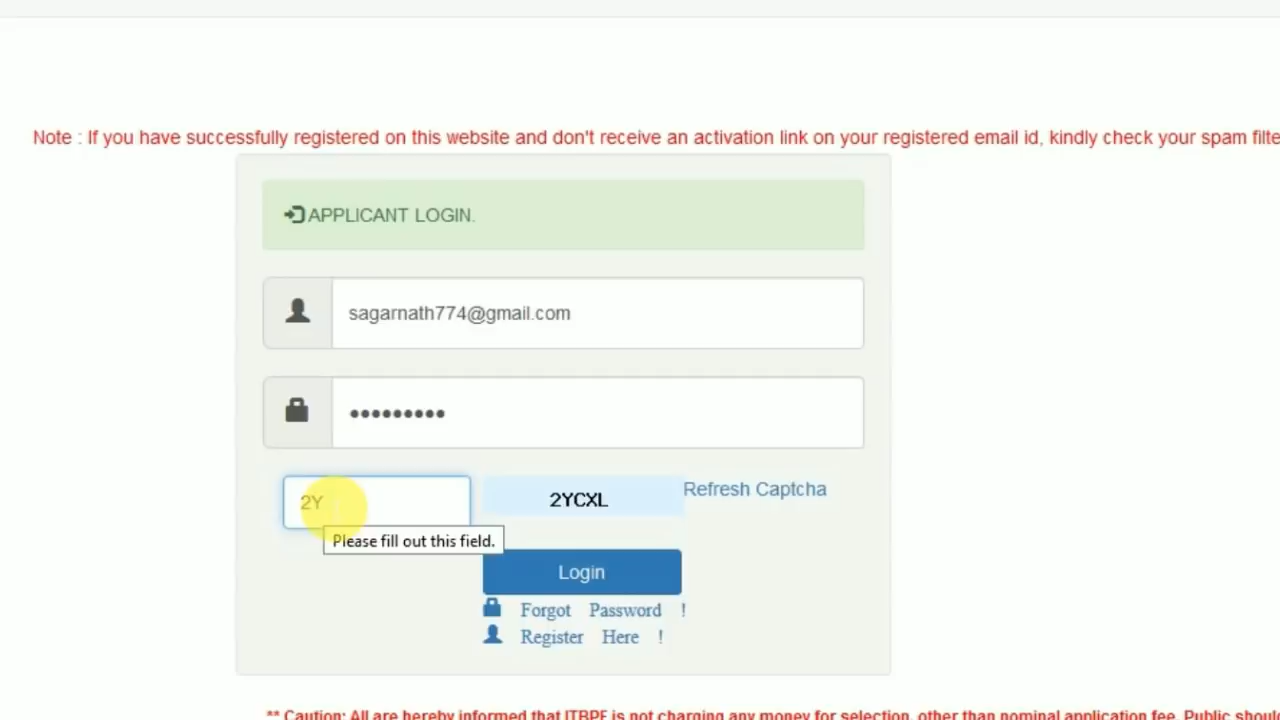 Note : If you have successfully registered on this website and don't receive an activation link on your registered email id, kindly check your spam filte
APPLICANT LOGIN.
sagarnath774@gmail.com
•••••••••
2Y
2YCXL
Refresh Captcha
Please fill out this field.
Login
Forgot Password !
Register Here !
** Caution: All are hereby informed that ITBPF is not charging any money for selection, other than nominal application fee. Public shoul